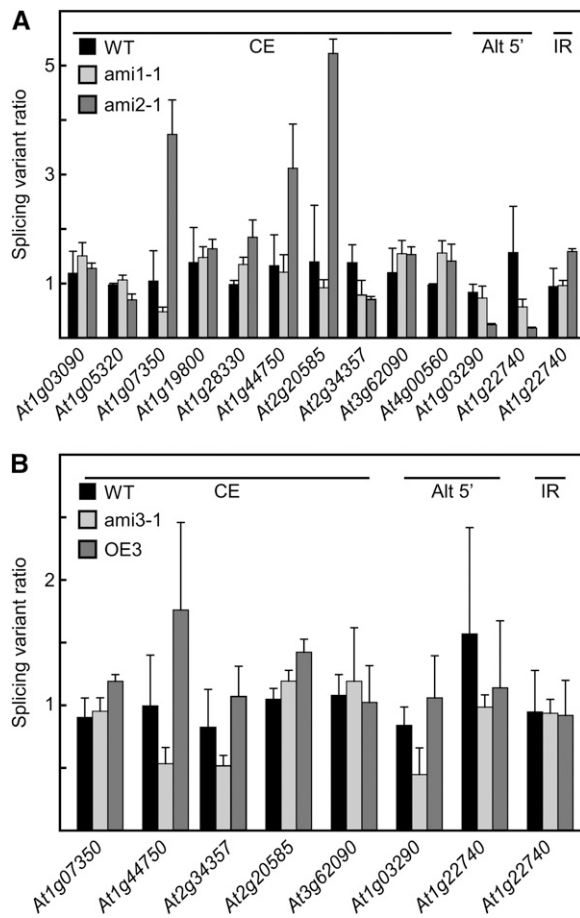 A
WT
ami1-1
ami2-1
CE
Alt 5'
IR
Splicing variant ratio
5
3
1
At1g03090
At1g05320
At1g07350
At1g19800
At1g28330
At1g44750
At2g20585
At2g34357
At3g62090
At4g00560
At1g03290
At1g22740
At1g22740
B
WT
ami3-1
OE3
CE
Alt 5'
IR
Splicing variant ratio
2
1
At1g07350
At1g44750
At2g34357
At2g20585
At3g62090
At1g03290
At1g22740
At1g22740